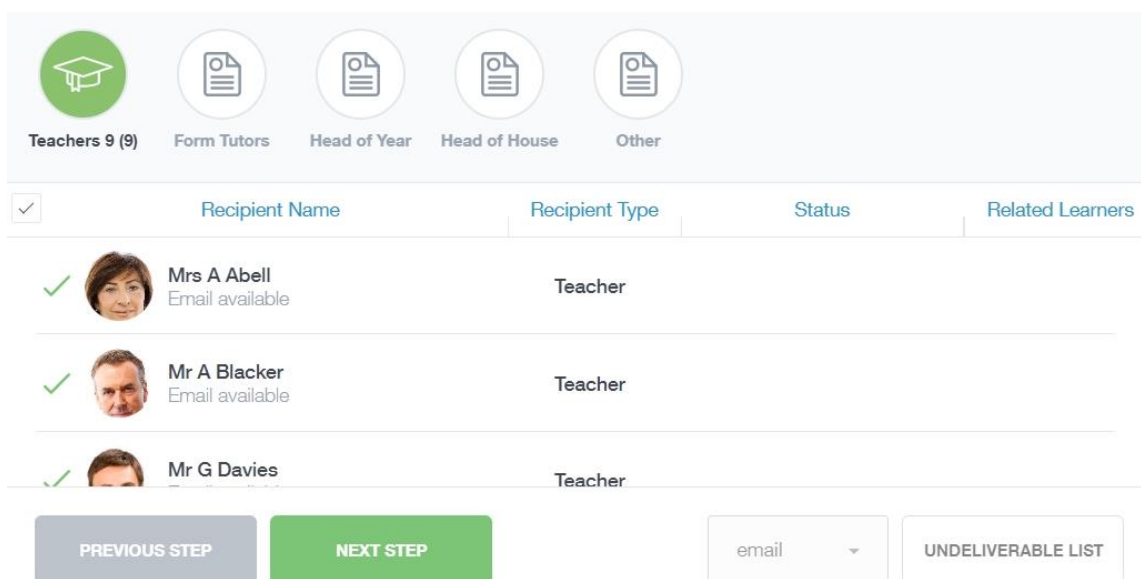 Teachers 9 (9) Form Tutors Head of Year Head of House Other
Recipient Name Recipient Type Status Related Learners
Mrs A Abell
Email available
Teacher
Mr A Blacker
Email available
Teacher
Mr G Davies
Teacher
PREVIOUS STEP NEXT STEP email UNDELIVERABLE LIST